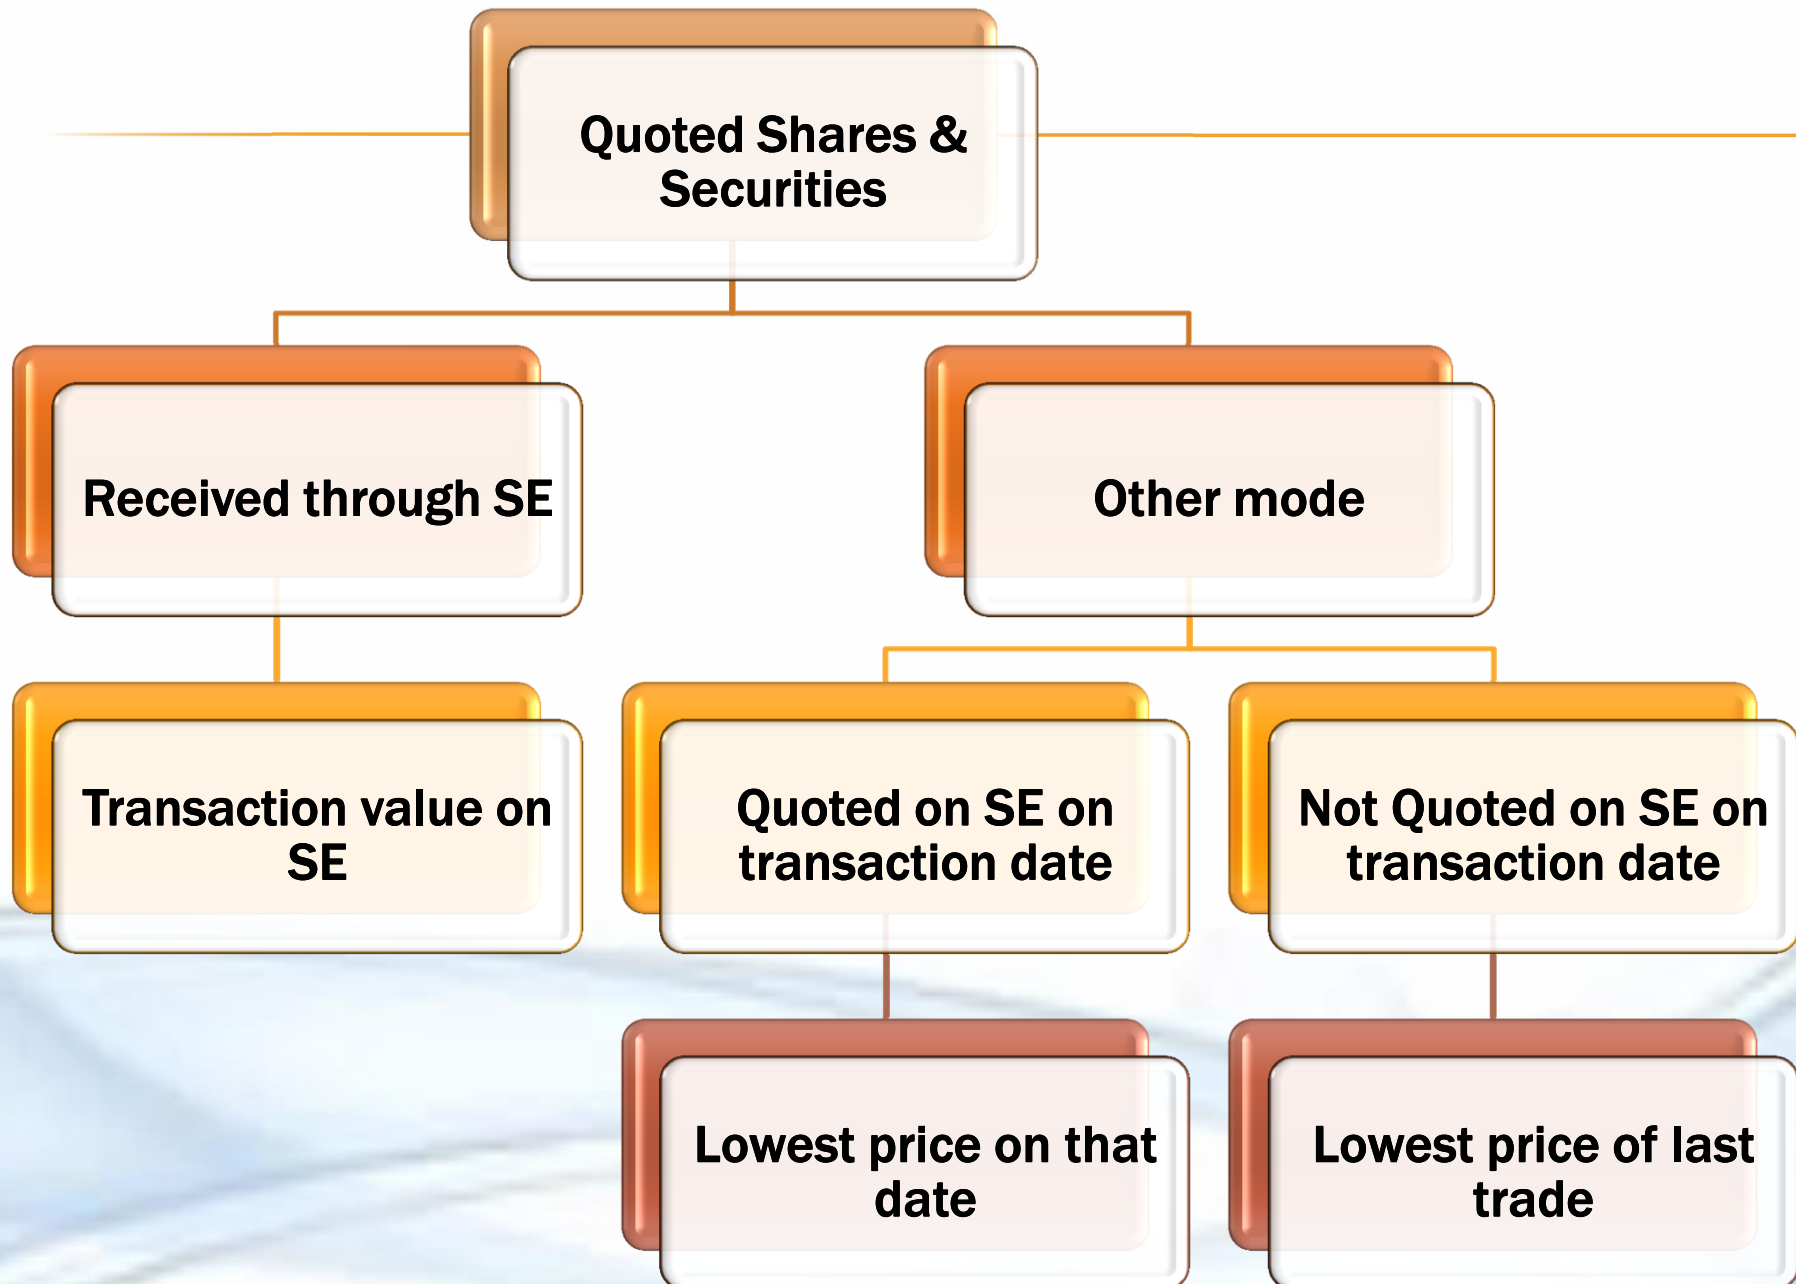 Quoted Shares &
Securities
Received through SE
Other mode
Transaction value on
SE
Quoted on SE on
transaction date
Not Quoted on SE on
transaction date
Lowest price on that
date
Lowest price of last
trade